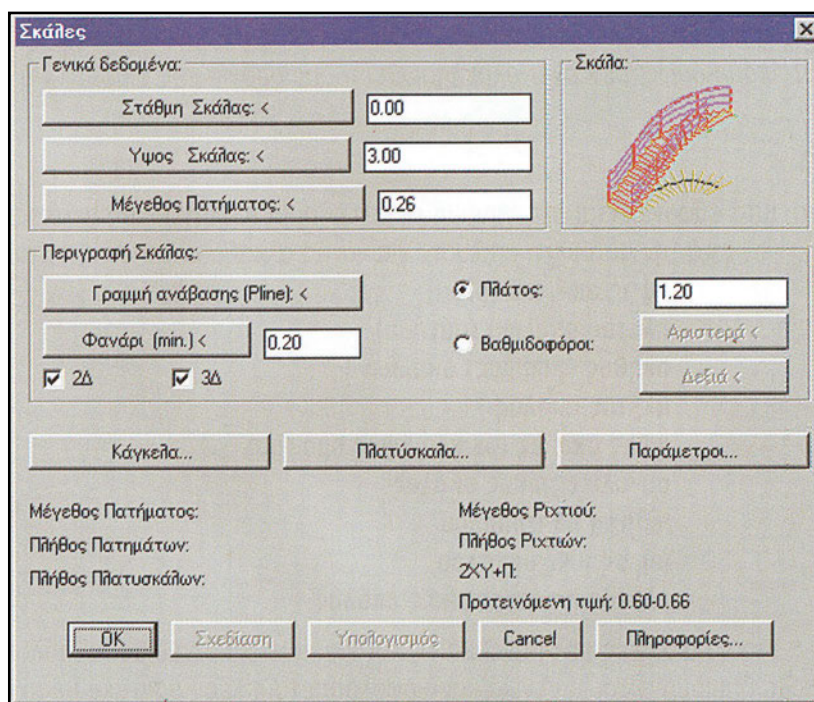 Σκάλες
Γενικά δεδομένα:
Στάθμη Σκάλας: <
0.00
Υψος Σκάλας: <
3.00
Μέγεθος Πατήματος: <
0.26
Σκάλα:
Περιγραφή Σκάλας:
Γραμμή ανάβασης (Pline): <
Φανάρι (min.) <
0.20
2Δ
3Δ
Πλάτος:
1.20
Βαθμιδοφόροι:
Αριστερά <
Δεξιά <
Κάγκελα...
Πλατύσκαλα...
Παράμετροι...
Μέγεθος Πατήματος:
Πλήθος Πατημάτων:
Πλήθος Πλατυσκάλων:
Μέγεθος Ριχτιού:
Πλήθος Ριχτιών:
2ΧΥ+Π:
Προτεινόμενη τιμή: 0.60-0.66
OK
Σχεδίαση
Υπολογισμός
Cancel
Πληροφορίες...